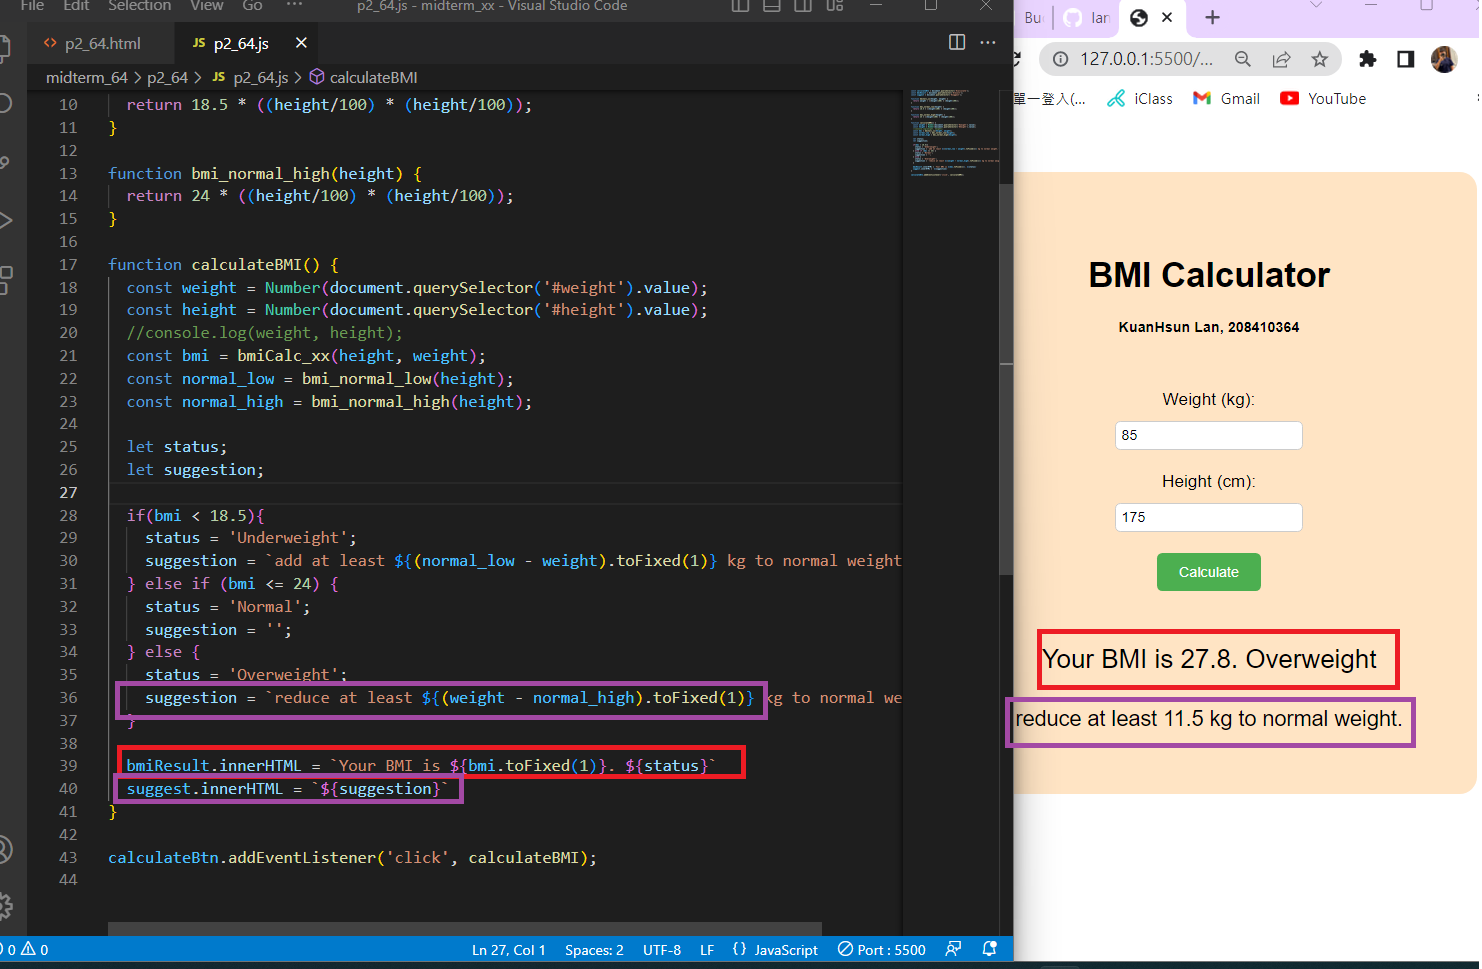 File Edit Selection View Go ··· p2_64.js - midterm_xx - Visual Studio Code
<> p2_64.html JS p2_64.js ×
midterm_64 > p2_64 > JS p2_64.js > calculateBMI
10 return 18.5 * ((height/100) * (height/100));
11 }
12
13 function bmi_normal_high(height) {
14 return 24 * ((height/100) * (height/100));
15 }
16
17 function calculateBMI() {
18 const weight = Number(document.querySelector('#weight').value);
19 const height = Number(document.querySelector('#height').value);
20 //console.log(weight, height);
21 const bmi = bmiCalc_xx(height, weight);
22 const normal_low = bmi_normal_low(height);
23 const normal_high = bmi_normal_high(height);
24
25 let status;
26 let suggestion;
27
28 if(bmi < 18.5){
29 status = 'Underweight';
30 suggestion = `add at least ${(normal_low - weight).toFixed(1)} kg to normal weight
31 } else if (bmi <= 24) {
32 status = 'Normal';
33 suggestion = '';
34 } else {
35 status = 'Overweight';
36 suggestion = `reduce at least ${(weight - normal_high).toFixed(1)} kg to normal we
37 }
38
39 bmiResult.innerHTML = `Your BMI is ${bmi.toFixed(1)}. ${status}`
40 suggest.innerHTML = `${suggestion}`
41 }
42
43 calculateBtn.addEventListener('click', calculateBMI);
44
0 0 Ln 27, Col 1 Spaces: 2 UTF-8 LF {} JavaScript Port : 5500
Bu lan × +
127.0.0.1:5500/...
單一登入(... iClass Gmail YouTube
BMI Calculator
KuanHsun Lan, 208410364
Weight (kg):
85
Height (cm):
175
Calculate
Your BMI is 27.8. Overweight
reduce at least 11.5 kg to normal weight.